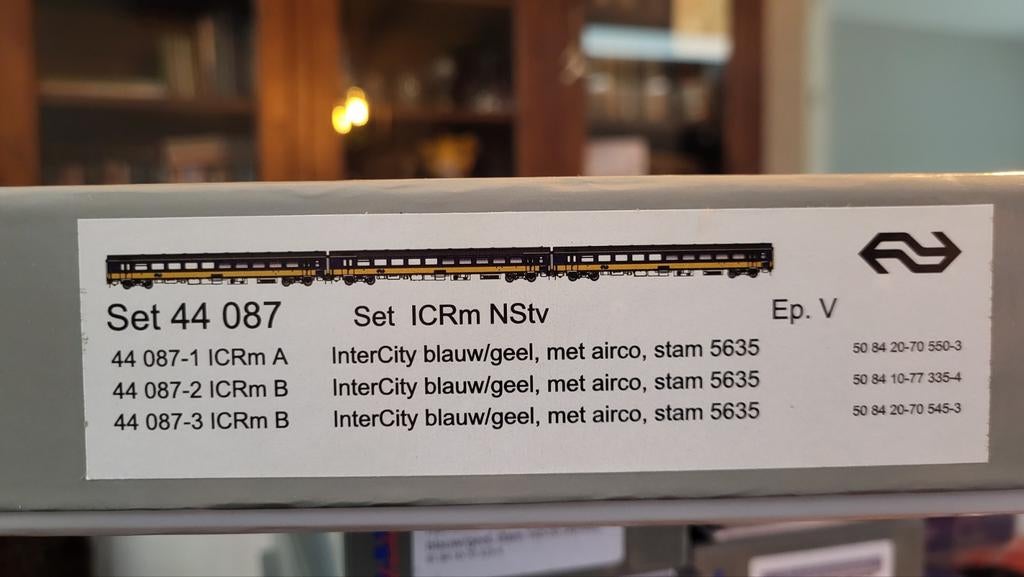 Set 44 087 Set ICRm NStv Ep. V
44 087-1 ICRm A InterCity blauw/geel, met airco, stam 5635 50 84 20-70 550-3
44 087-2 ICRm B InterCity blauw/geel, met airco, stam 5635 50 84 10-77 335-4
44 087-3 ICRm B InterCity blauw/geel, met airco, stam 5635 50 84 20-70 545-3